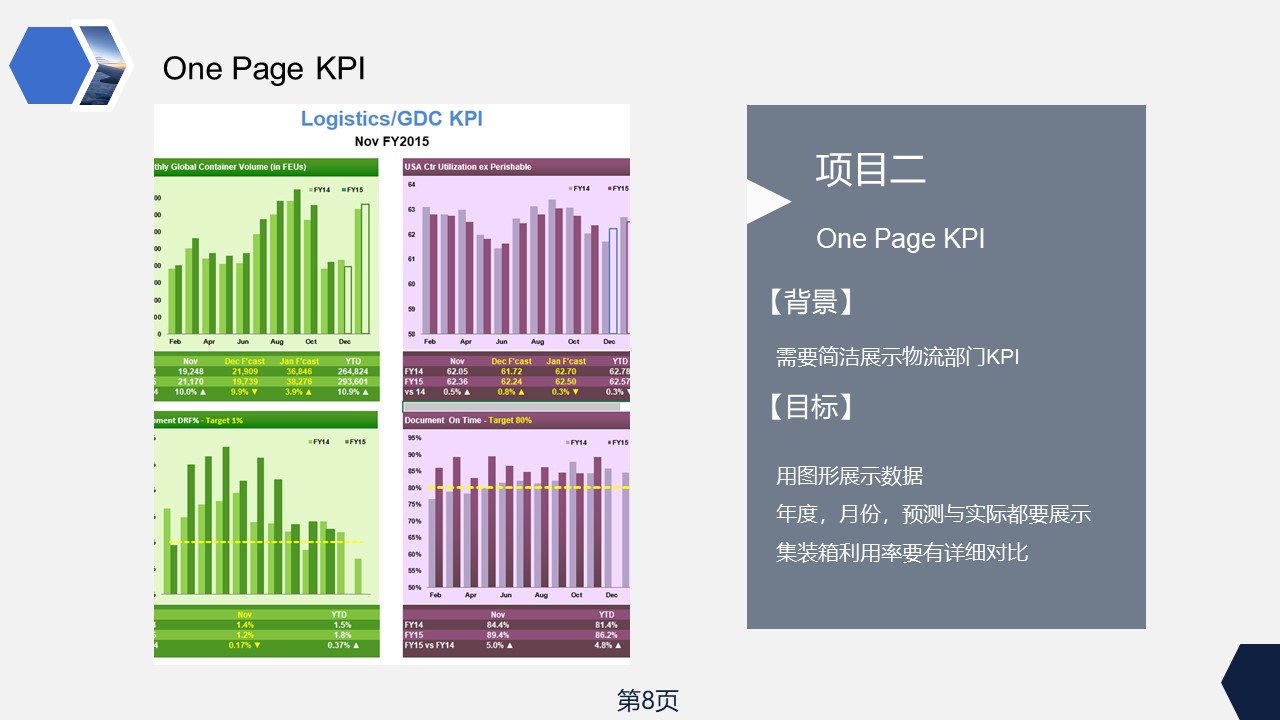 One Page KPI
Logistics/GDC KPI
Nov FY2015
thly Global Container Volume (in FEUs)
FY14 FY15
00
00
00
00
00
00
00
00
0
Feb Apr Jun Aug Oct Dec
Nov Dec F'cast Jan F'cast YTD
19,248 21,909 36,846 264,824
21,170 19,739 38,276 293,601
10.0% ▲ 9.9% ▼ 3.9% ▲ 10.9% ▲
USA Ctr Utilization ex Perishable
FY14 FY15
64
63
62
61
60
59
58
Feb Apr Jun Aug Oct Dec
Nov Dec F'cast Jan F'cast YTD
FY14 62.05 61.72 62.70 62.78
FY15 62.36 62.24 62.50 62.57
vs 14 0.5% ▲ 0.8% ▲ 0.3% ▼ 0.3%
ument DRF% - Target 1%
FY14 FY15
Nov YTD
1.4% 1.5%
1.2% 1.8%
0.17% ▼ 0.37% ▲
Document On Time - Target 80%
FY14 FY15
95%
90%
85%
80%
75%
70%
65%
60%
55%
50%
Feb Apr Jun Aug Oct Dec
Nov YTD
FY14 84.4% 81.4%
FY15 89.4% 86.2%
FY15 vs FY14 5.0% ▲ 4.8% ▲
项目二
One Page KPI
【背景】
需要简洁展示物流部门KPI
【目标】
用图形展示数据
年度，月份，预测与实际都要展示
集装箱利用率要有详细对比
第8页